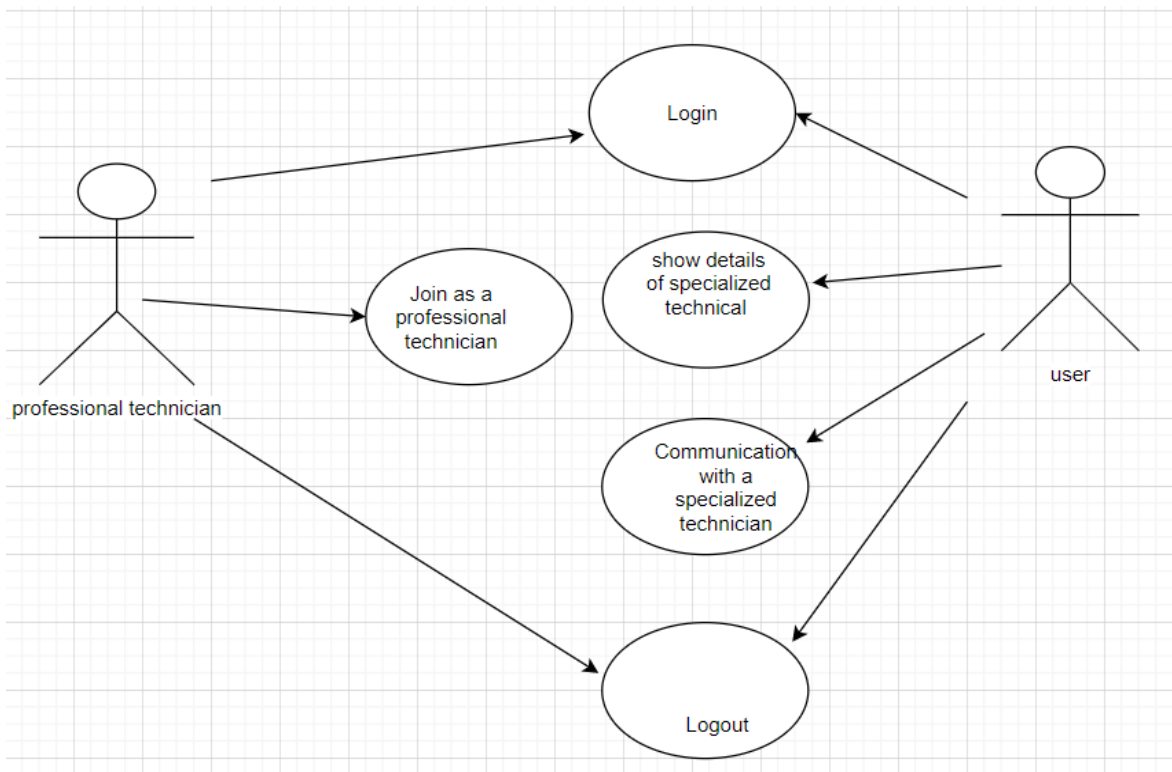 Login
show details
of specialized
technical
Join as a
professional
technician
user
professional technician
Communication
with a
specialized
technician
Logout